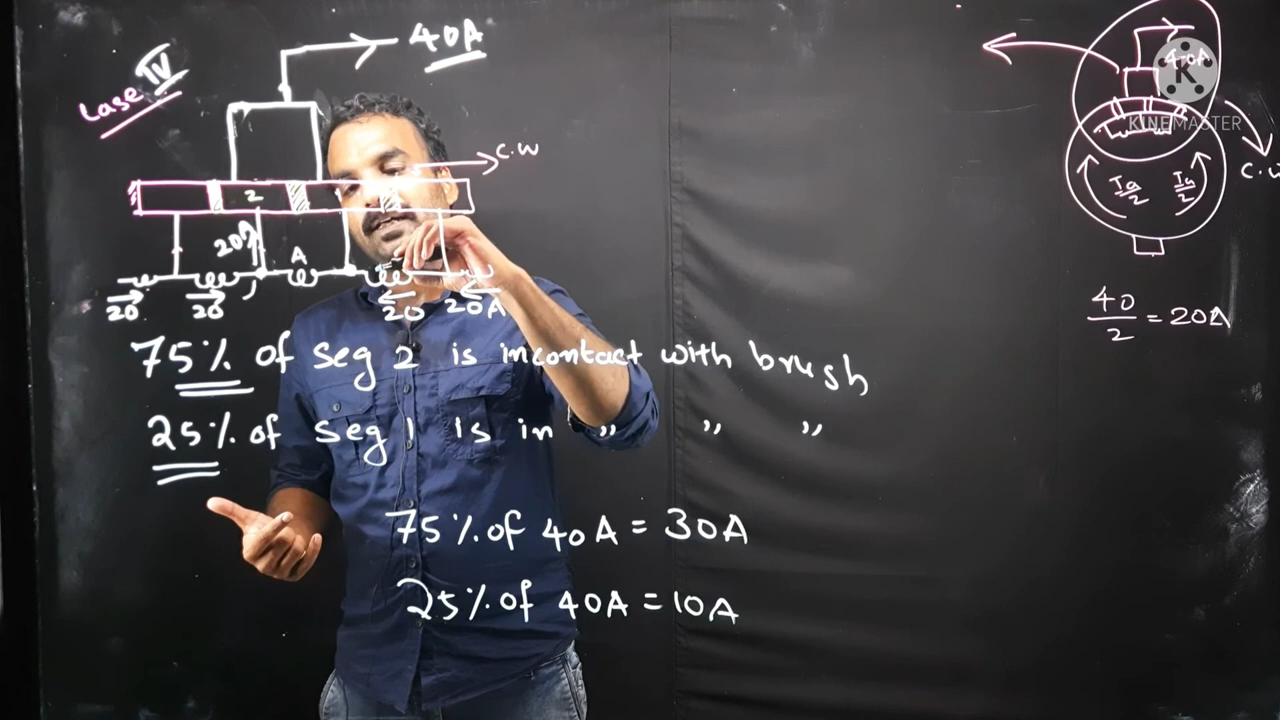 Case IV
40A
C.W
2
20
A
20
20
20
20A
75% of seg 2 is incontact with brush
25% of seg 1 is in " " "
75% of 40A = 30A
25% of 40A = 10A
40A
KINEMASTER
C.W
Ia/2
Ia/2
40/2 = 20A